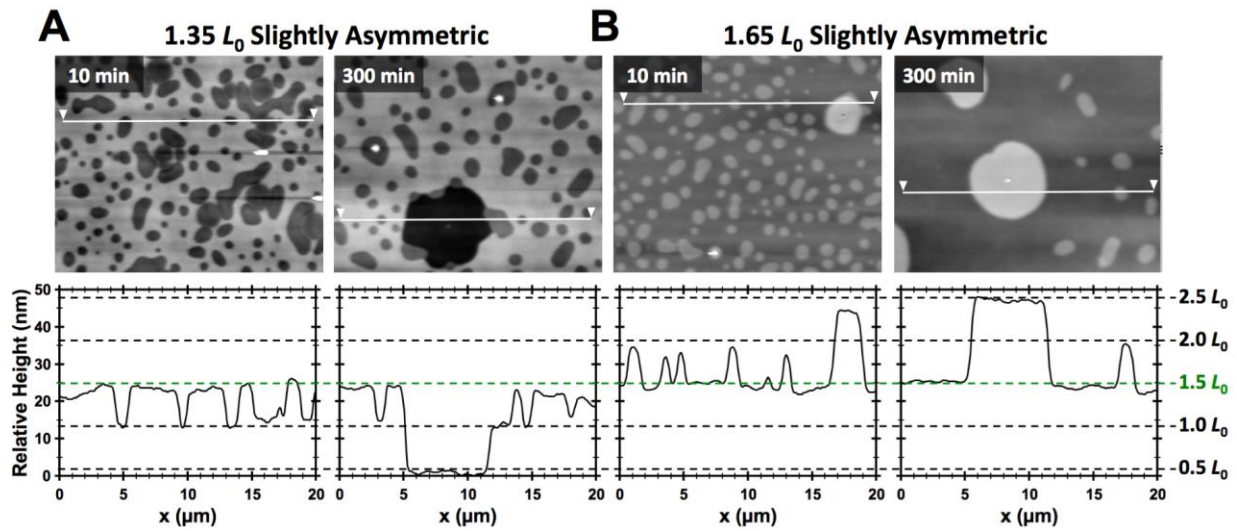 A 1.35 L₀ Slightly Asymmetric B 1.65 L₀ Slightly Asymmetric
10 min 300 min 10 min 300 min
50 2.5 L₀
40 2.0 L₀
30 1.5 L₀
20 1.0 L₀
10 0.5 L₀
0
Relative Height (nm)
0 5 10 15 20 0 5 10 15 20 0 5 10 15 20 0 5 10 15 20
x (μm) x (μm) x (μm) x (μm)